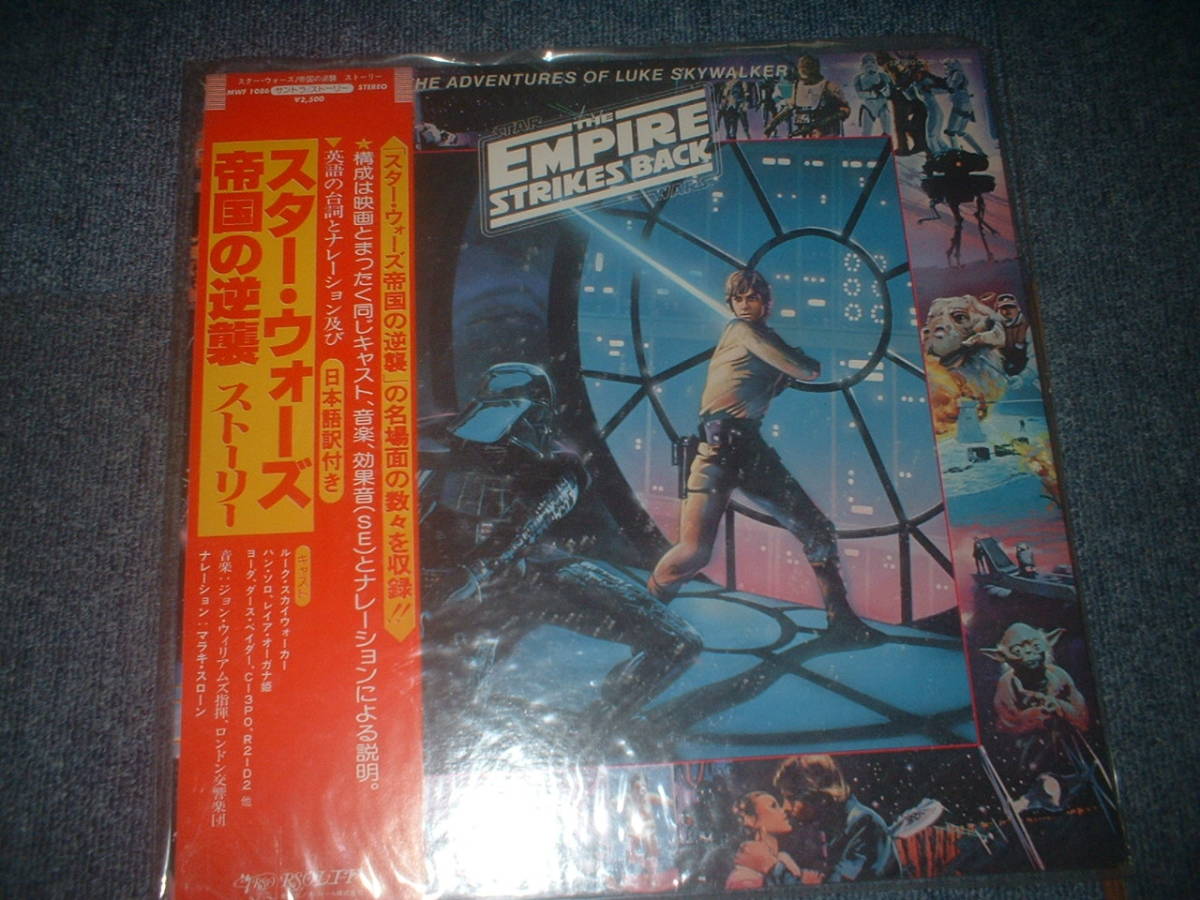 スター・ウォーズ/帝国の逆襲 ストーリー
MWF 1086 サントラ/ストーリー STEREO
¥2,500
THE ADVENTURES OF LUKE SKYWALKER
STAR
THE
EMPIRE
STRIKES BACK
WARS
「スター・ウォーズ帝国の逆襲」の名場面の数々を収録!!
★構成は映画とまったく同じキャスト、音楽、効果音(SE)とナレーションによる説明。
▼英語の台詞とナレーション及び 日本語訳付き
スター・ウォーズ
帝国の逆襲 ストーリー
キャスト
ルーク・スカイウォーカー
ハン・ソロ、レイア・オーガナ姫
ヨーダ、ダース・ベイダー、C-3PO、R2-D2 他
音楽:ジョン・ウィリアムズ指揮、ロンドン交響楽団
ナレーション:マラキ・スローン
RSO